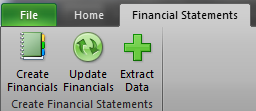 File Home Financial Statements
Create Update Extract
Financials Financials Data
Create Financial Statements